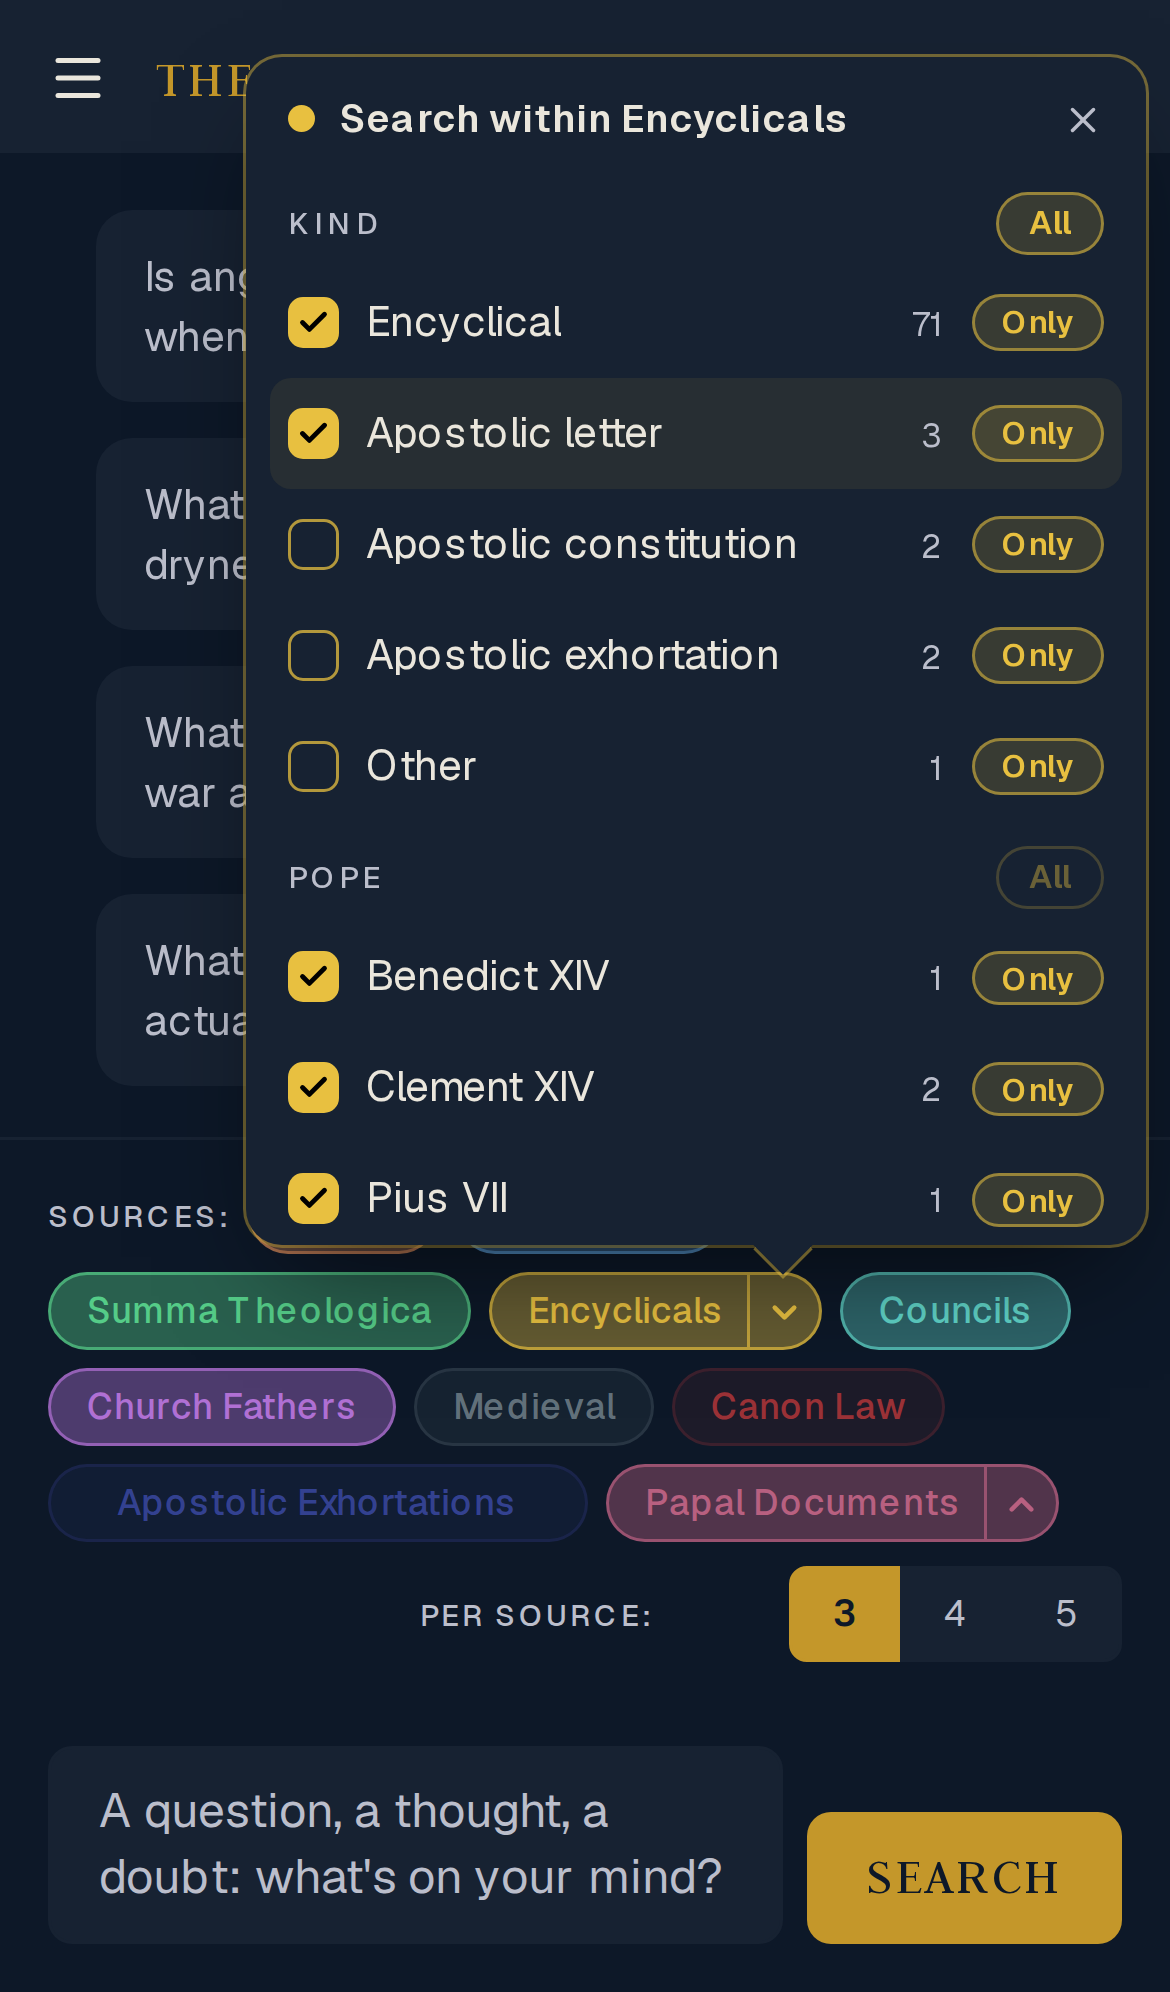 THE
Search within Encyclicals
KIND
All
Encyclical 71 Only
Apostolic letter 3 Only
Apostolic constitution 2 Only
Apostolic exhortation 2 Only
Other 1 Only
POPE
All
Benedict XIV 1 Only
Clement XIV 2 Only
Pius VII 1 Only
Is
when
What
What
war a
What
SOURCES:
Summa Theologica Encyclicals Councils
Church Fathers Medieval Canon Law
Apostolic Exhortations Papal Documents
PER SOURCE: 3 4 5
A question, a thought, a
doubt: what's on your mind?
SEARCH